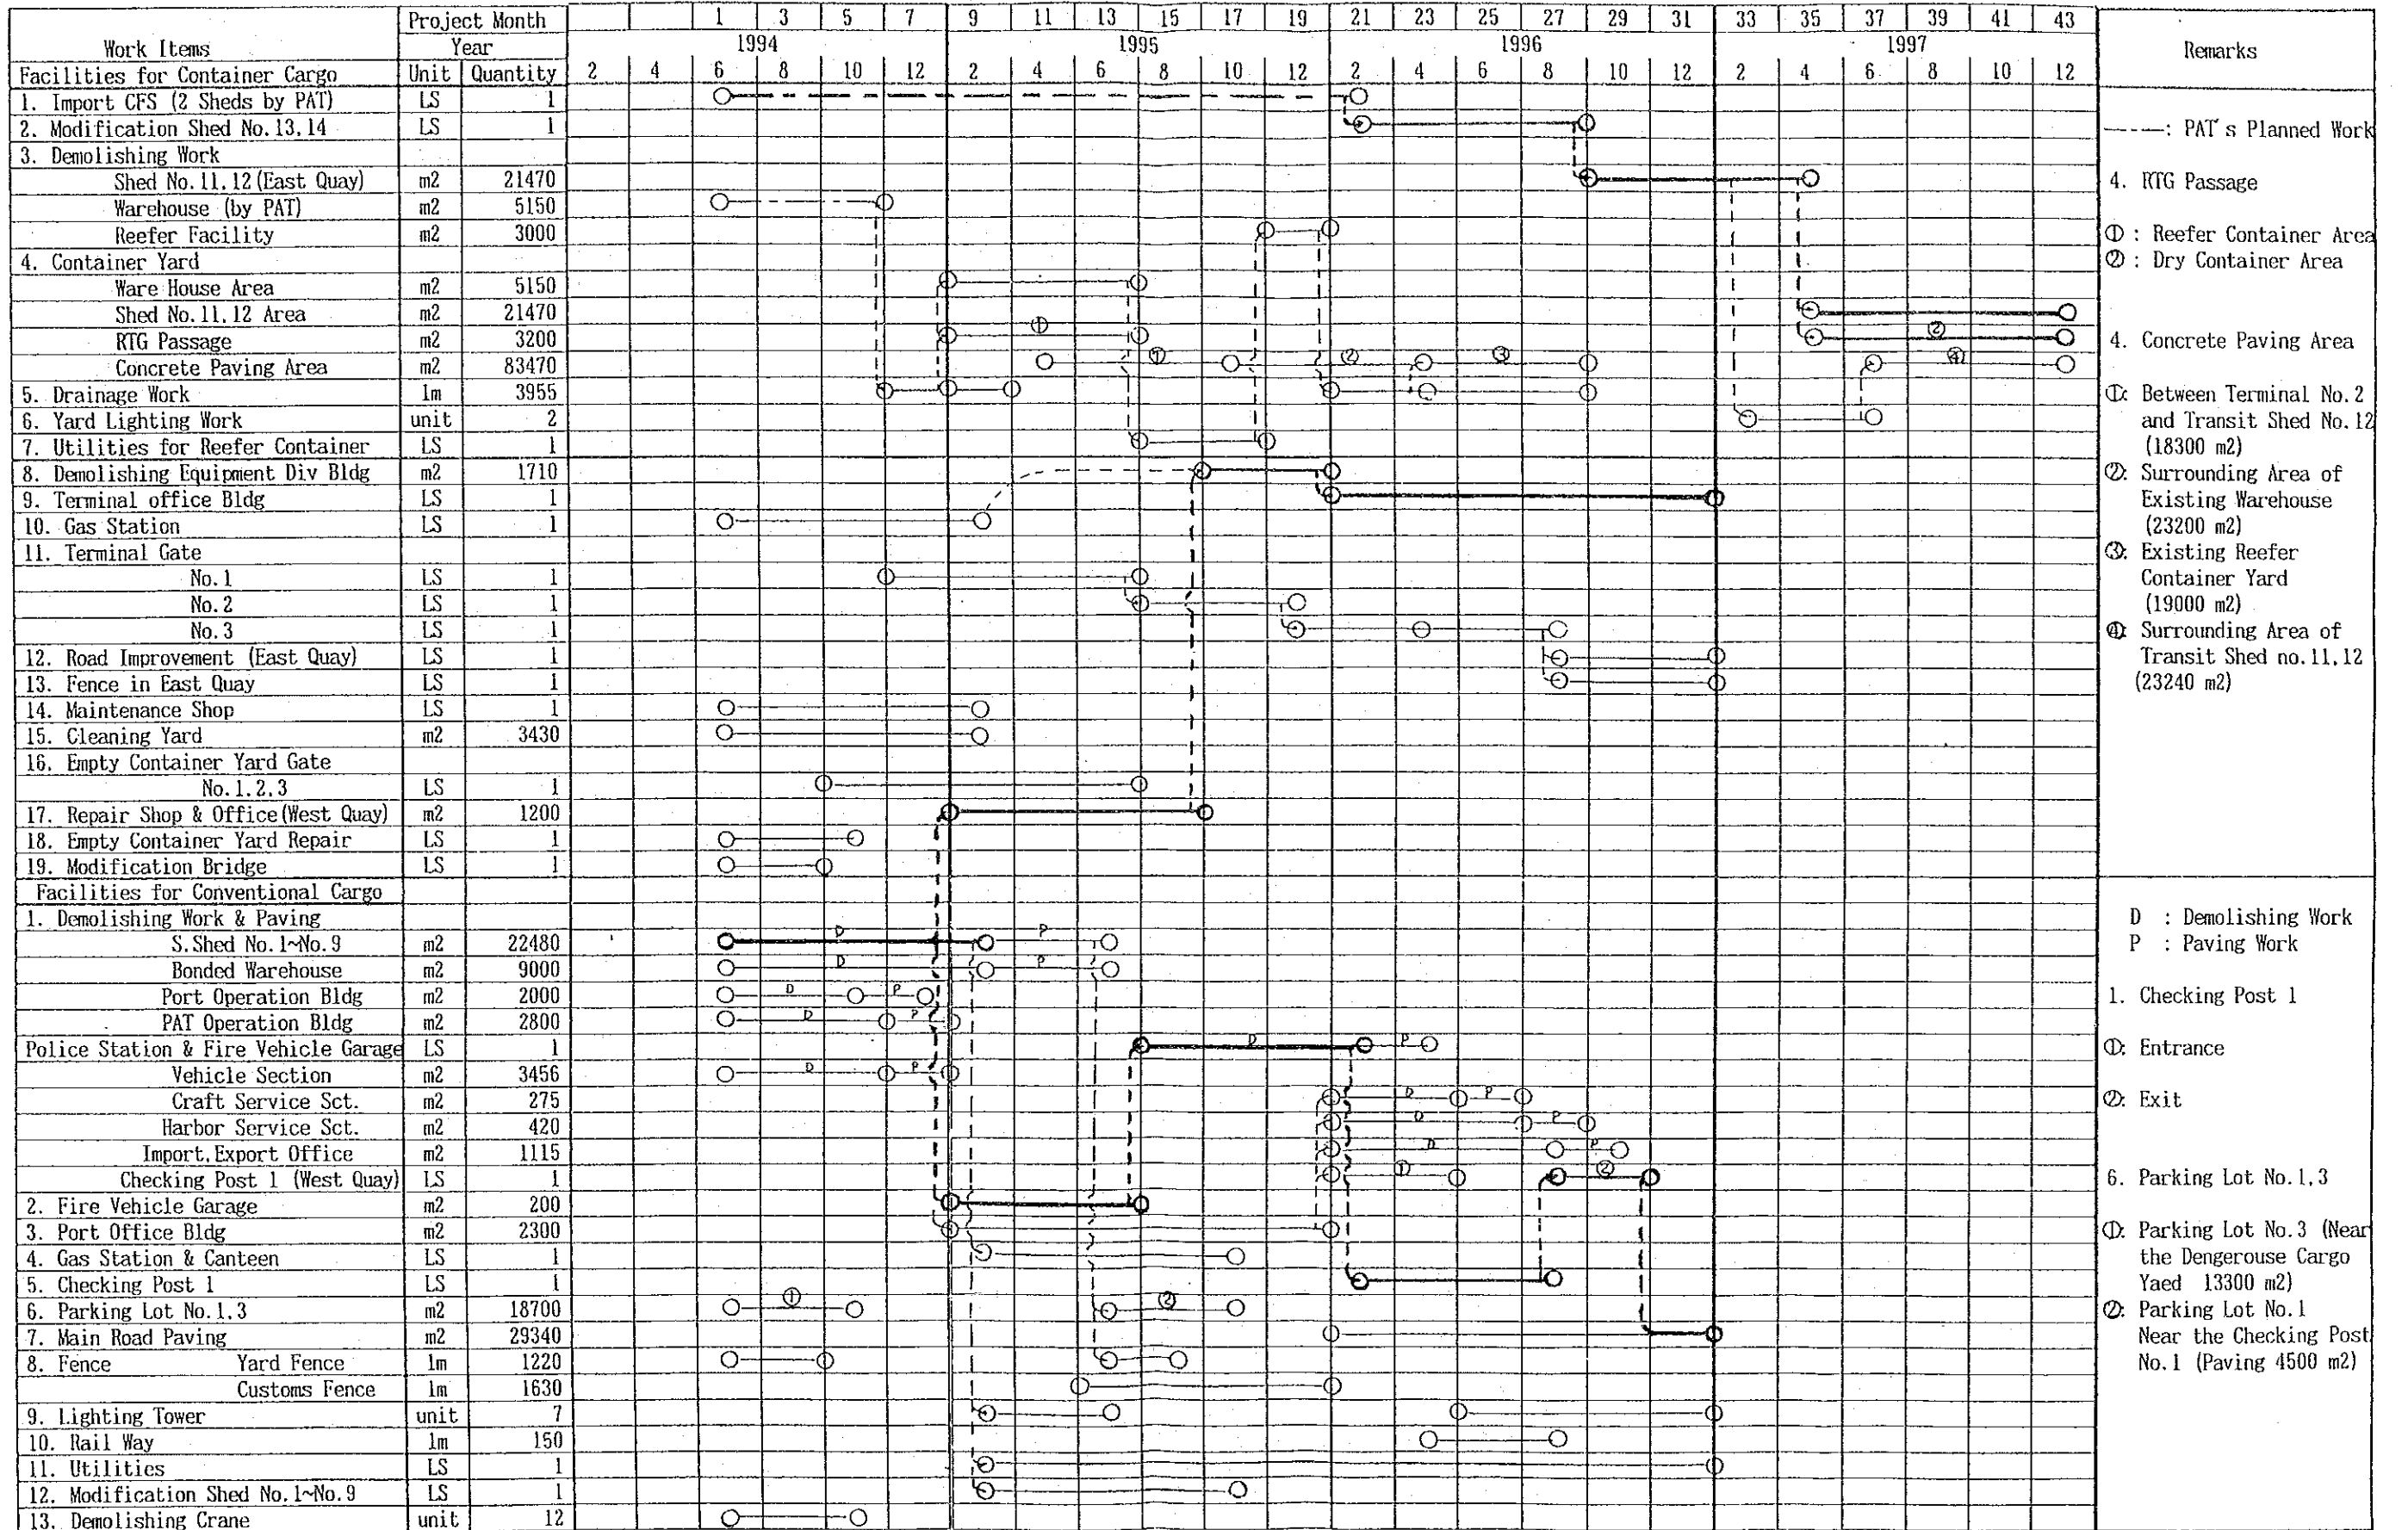 Work Items Project Month 1 3 5 7 9 11 13 15 17 19 21 23 25 27 29 31 33 35 37 39 41 43 Remarks
Year 1994 1995 1996 1997
Facilities for Container Cargo Unit Quantity 2 4 6 8 10 12 2 4 6 8 10 12 2 4 6 8 10 12 2 4 6 8 10 12
1. Import CFS (2 Sheds by PAT) LS 1
2. Modification Shed No.13,14 LS 1
3. Demolishing Work
Shed No.11,12(East Quay) m2 21470
Warehouse (by PAT) m2 5150
Reefer Facility m2 3000
4. Container Yard
Ware House Area m2 5150
Shed No.11,12 Area m2 21470
①
RTG Passage m2 3200 ②
① ② ③ ④
Concrete Paving Area m2 83470
5. Drainage Work lm 3955
6. Yard Lighting Work unit 2
7. Utilities for Reefer Container LS 1
8. Demolishing Equipment Div Bldg m2 1710
9. Terminal office Bldg LS 1
10. Gas Station LS 1
11. Terminal Gate
No.1 LS 1
No.2 LS 1
No.3 LS 1
12. Road Improvement (East Quay) LS 1
13. Fence in East Quay LS 1
14. Maintenance Shop LS 1
15. Cleaning Yard m2 3430
16. Empty Container Yard Gate
No.1,2,3 LS 1
17. Repair Shop & Office(West Quay) m2 1200
18. Empty Container Yard Repair LS 1
19. Modification Bridge LS 1
Facilities for Conventional Cargo
1. Demolishing Work & Paving
S.Shed No.1~No.9 m2 22480 D P
Bonded Warehouse m2 9000 D P
Port Operation Bldg m2 2000 D P
PAT Operation Bldg m2 2800 D P
Police Station & Fire Vehicle Garage LS 1 D P
Vehicle Section m2 3456 D P
Craft Service Sct. m2 275 D P
Harbor Service Sct. m2 420 D P
Import,Export Office m2 1115 D P
Checking Post 1 (West Quay) LS 1 ① ②
2. Fire Vehicle Garage m2 200
3. Port Office Bldg m2 2300
4. Gas Station & Canteen LS 1
5. Checking Post 1 LS 1
6. Parking Lot No.1,3 m2 18700 ① ②
7. Main Road Paving m2 29340
8. Fence Yard Fence lm 1220
Customs Fence lm 1630
9. Lighting Tower unit 7
10. Rail Way lm 150
11. Utilities LS 1
12. Modification Shed No.1~No.9 LS 1
13. Demolishing Crane unit 12
: PAT's Planned Work
4. RTG Passage
① : Reefer Container Area
② : Dry Container Area
4. Concrete Paving Area
①: Between Terminal No.2
and Transit Shed No.12
(18300 m2)
②: Surrounding Area of
Existing Warehouse
(23200 m2)
③: Existing Reefer
Container Yard
(19000 m2)
④: Surrounding Area of
Transit Shed no.11,12
(23240 m2)
D : Demolishing Work
P : Paving Work
1. Checking Post 1
①: Entrance
②: Exit
6. Parking Lot No.1,3
①: Parking Lot No.3 (Near
the Dengerouse Cargo
Yaed 13300 m2)
②: Parking Lot No.1
Near the Checking Post
No.1 (Paving 4500 m2)